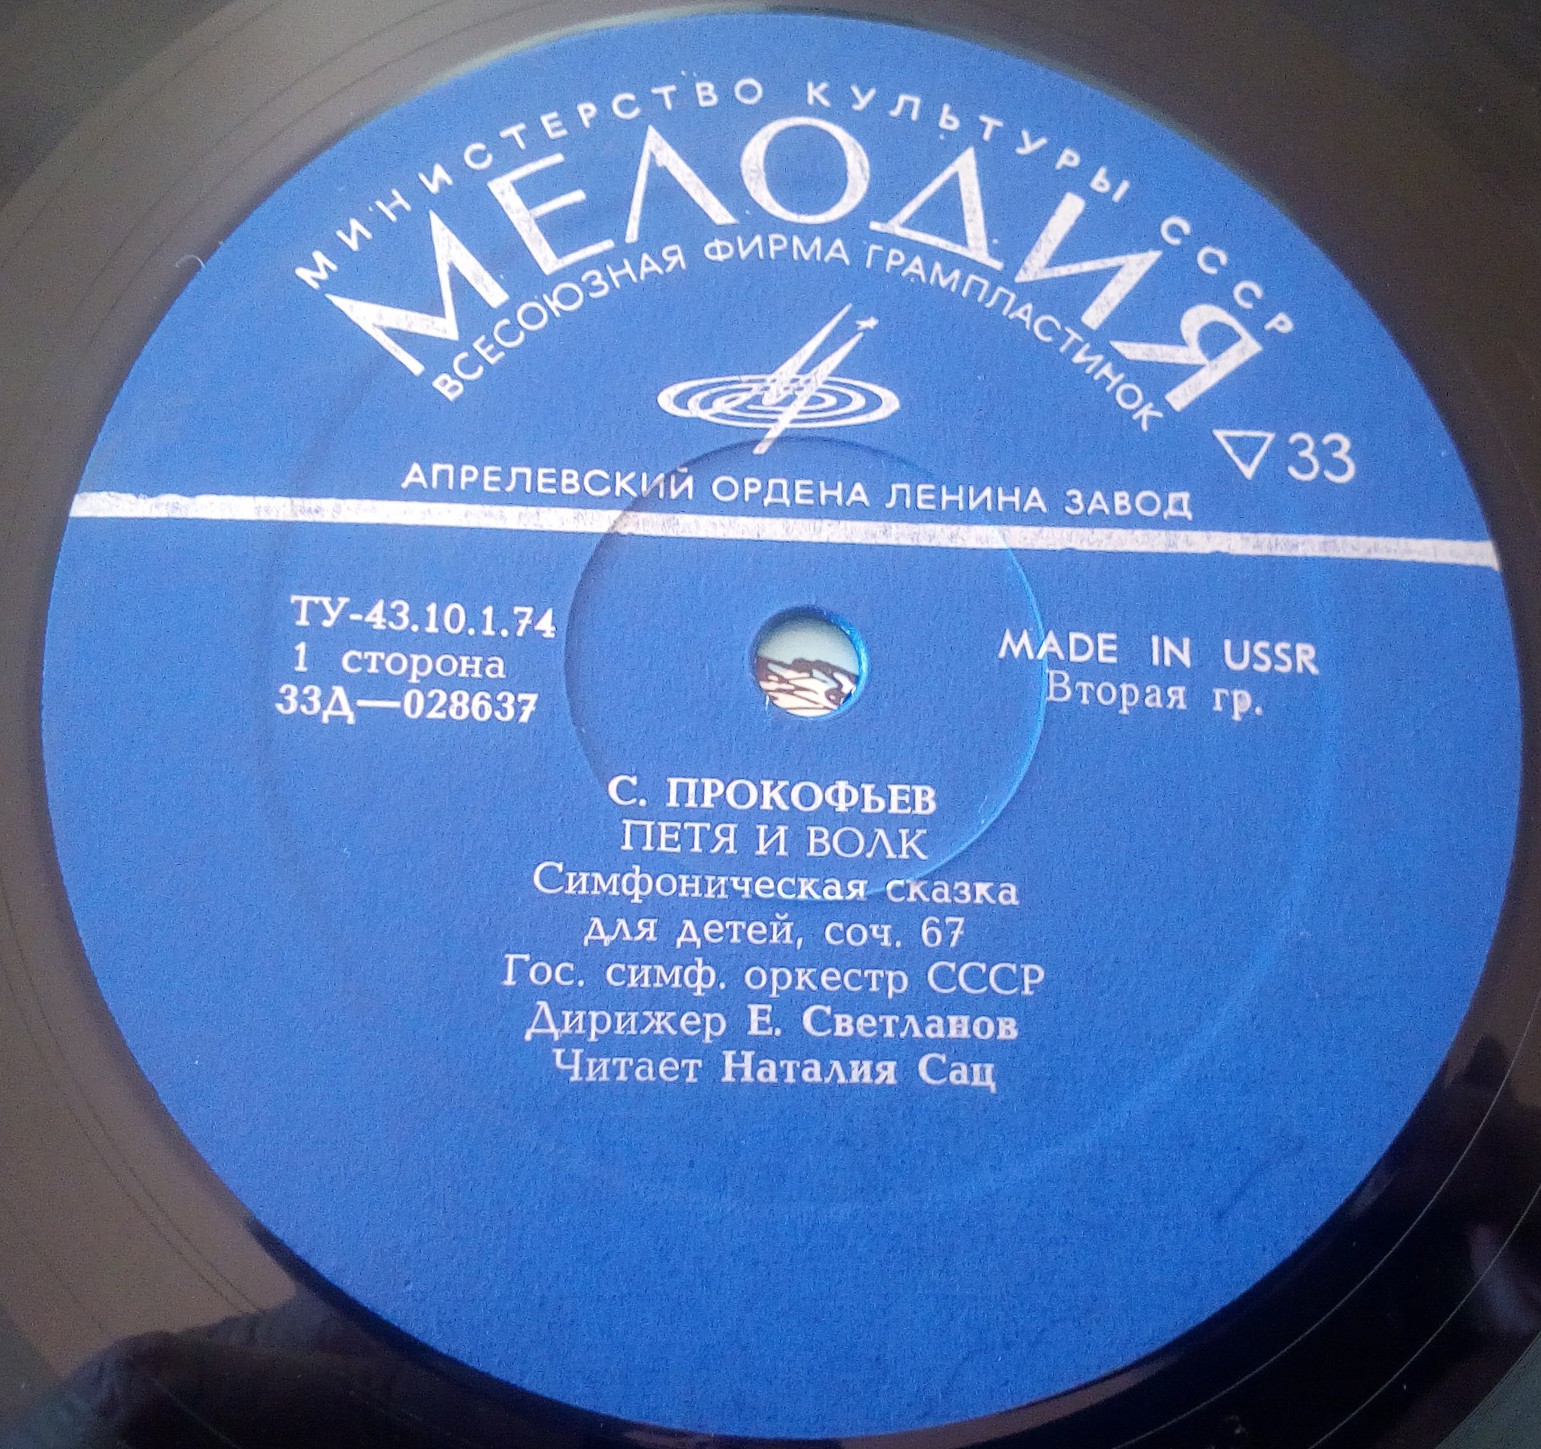 МИНИСТЕРСТВО КУЛЬТУРЫ СССР
МЕЛОДИЯ
ВСЕСОЮЗНАЯ ФИРМА ГРАМПЛАСТИНОК
33
АПРЕЛЕВСКИЙ ОРДЕНА ЛЕНИНА ЗАВОД
ТУ-43.10.1.74
1 сторона
33Д—028637
MADE IN USSR
Вторая гр.
С. ПРОКОФЬЕВ
ПЕТЯ И ВОЛК
Симфоническая сказка
для детей, соч. 67
Гос. симф. оркестр СССР
Дирижер Е. Светланов
Читает Наталия Сац